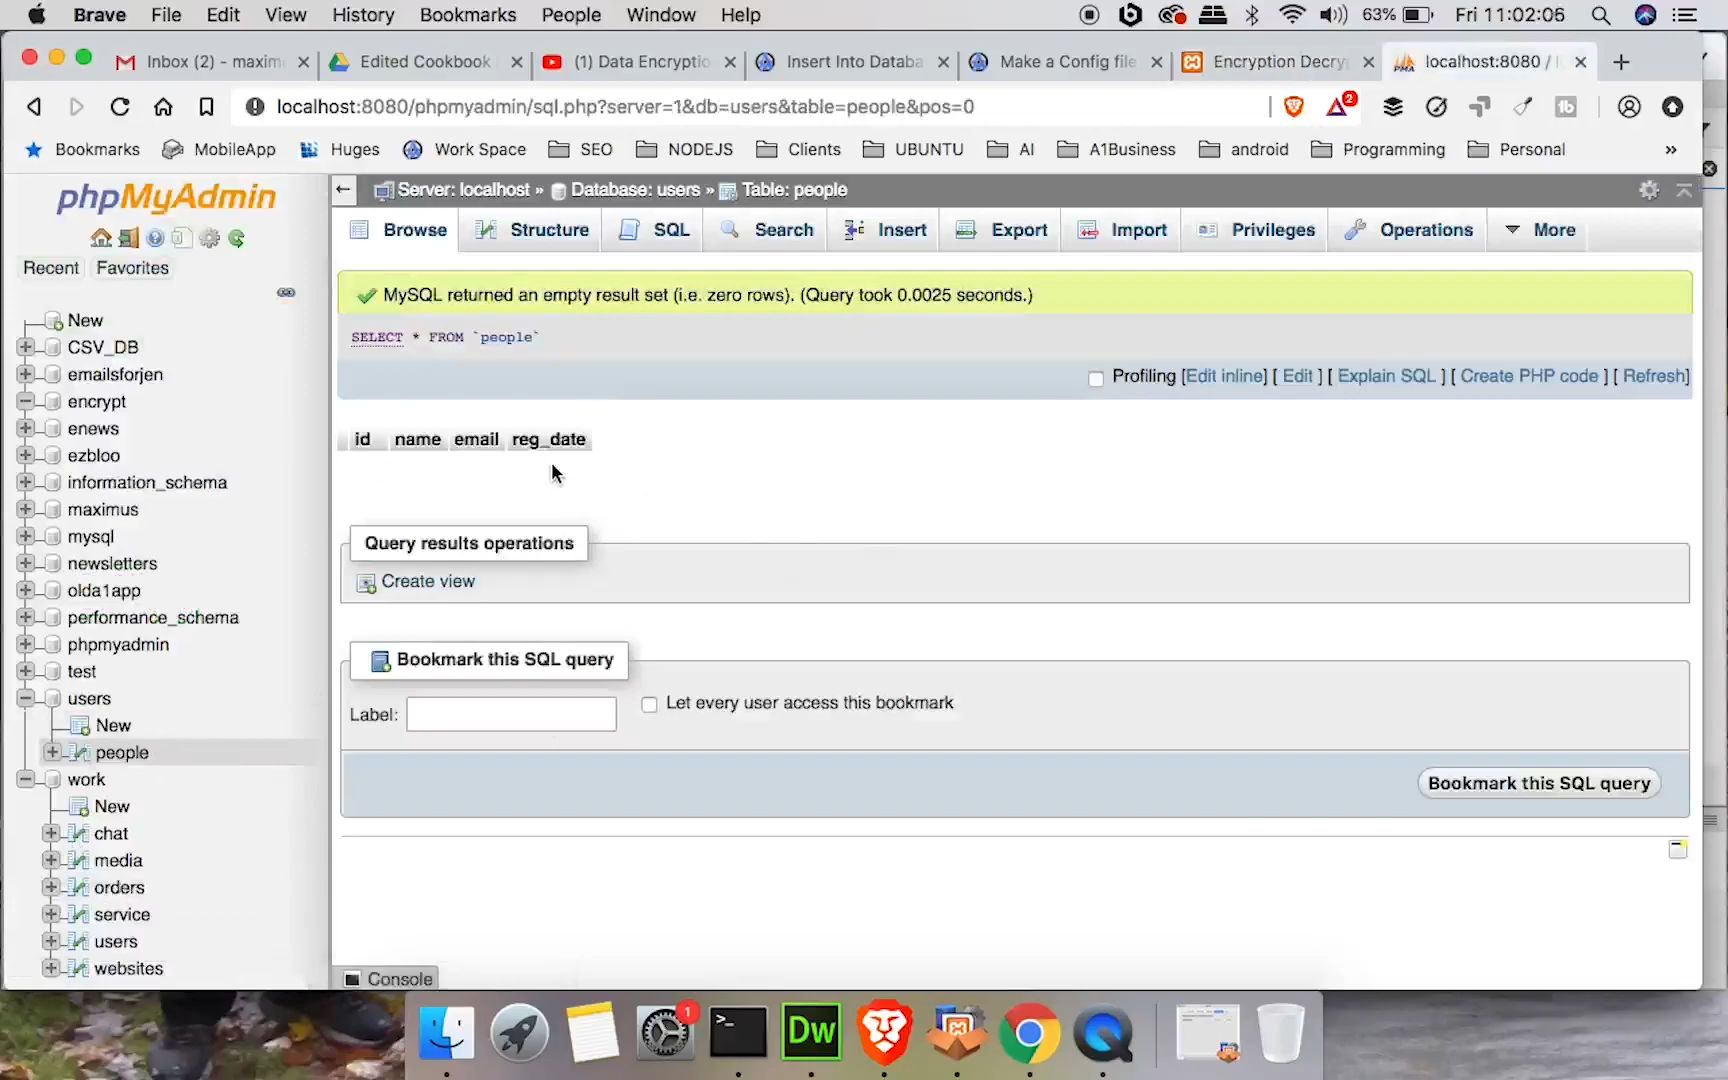 Brave File Edit View History Bookmarks People Window Help 63% Fri 11:02:06
Inbox (2) - maxim Edited Cookbook (1) Data Encryptio Insert Into Databa Make a Config file Encryption Decry PMA localhost:8080 /
localhost:8080/phpmyadmin/sql.php?server=1&db=users&table=people&pos=0 2
Bookmarks MobileApp Huges Work Space SEO NODEJS Clients UBUNTU AI A1Business android Programming Personal »
phpMyAdmin
Recent Favorites
New
CSV_DB
emailsforjen
encrypt
enews
ezbloo
information_schema
maximus
mysql
newsletters
olda1app
performance_schema
phpmyadmin
test
users
New
people
work
New
chat
media
orders
service
users
websites
Server: localhost » Database: users » Table: people
Browse Structure SQL Search Insert Export Import Privileges Operations More
MySQL returned an empty result set (i.e. zero rows). (Query took 0.0025 seconds.)
SELECT * FROM `people`
Profiling [Edit inline] [ Edit ] [ Explain SQL ] [ Create PHP code ] [ Refresh]
id name email reg_date
Query results operations
Create view
Bookmark this SQL query
Label: Let every user access this bookmark
Bookmark this SQL query
Console
1 >_ Dw